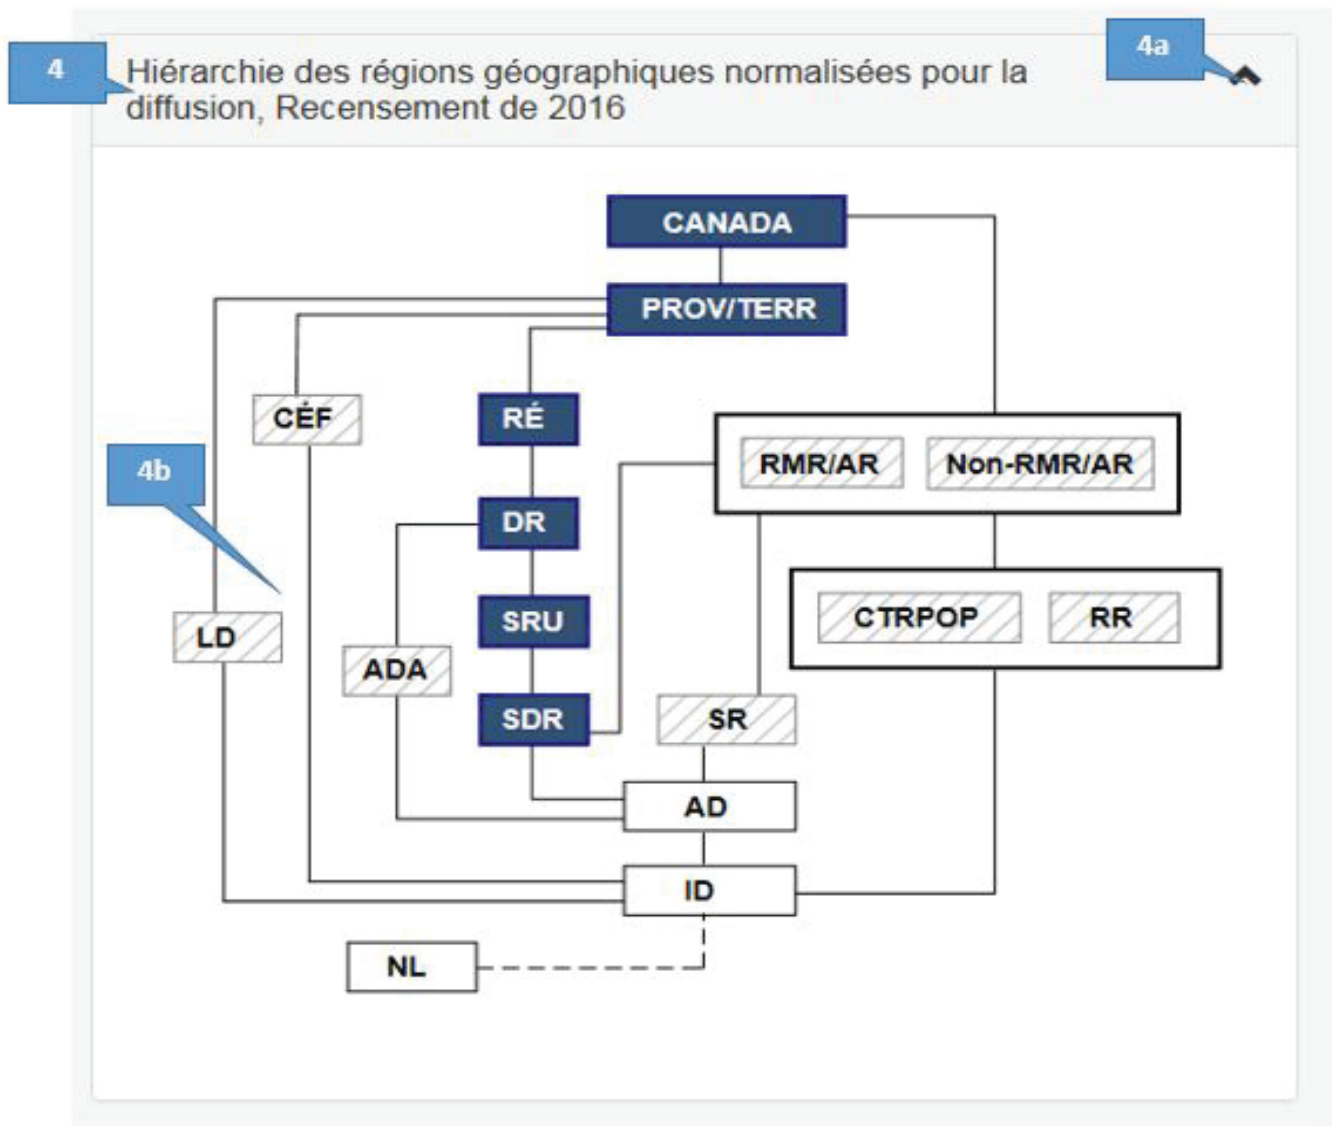 4
4a
Hiérarchie des régions géographiques normalisées pour la
diffusion, Recensement de 2016
CANADA
PROV/TERR
CÉF
RÉ
RMR/AR
Non-RMR/AR
4b
DR
CTRPOP
RR
SRU
LD
ADA
SDR
SR
AD
ID
NL